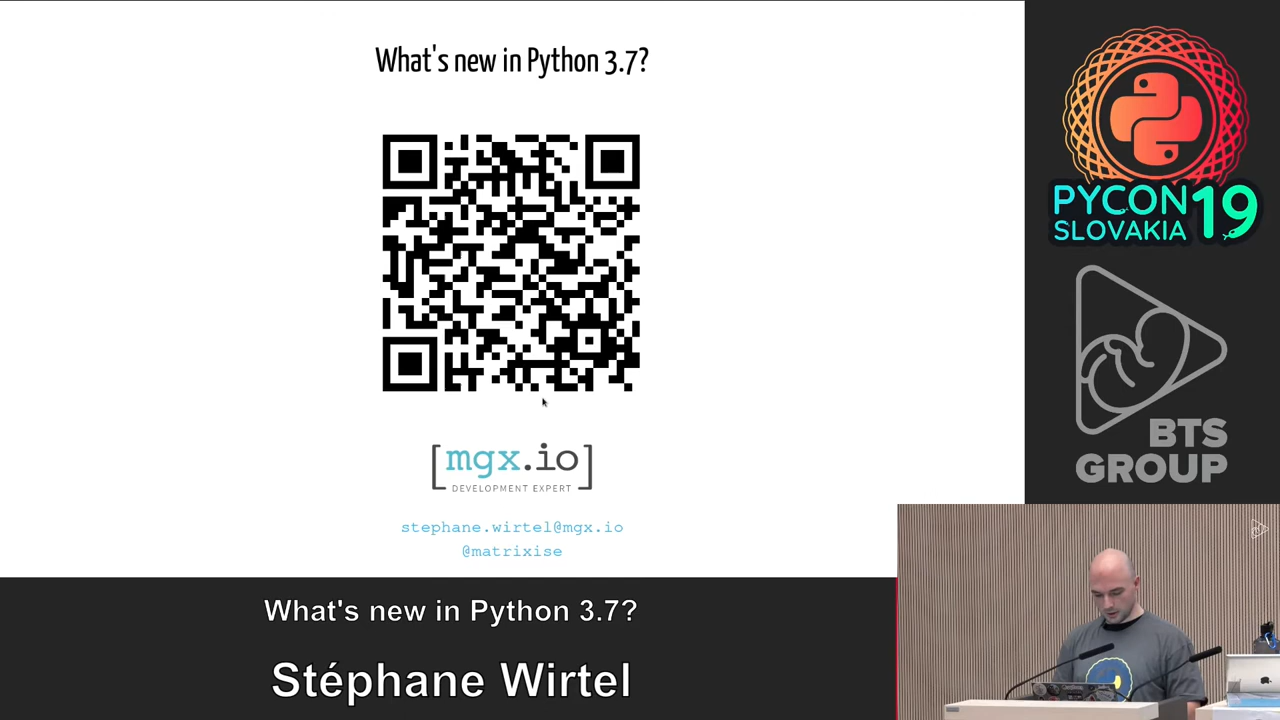 What's new in Python 3.7?
[mgx.io]
DEVELOPMENT EXPERT
stephane.wirtel@mgx.io
@matrixise
What's new in Python 3.7?
Stéphane Wirtel
PYCON 19
SLOVAKIA
BTS
GROUP